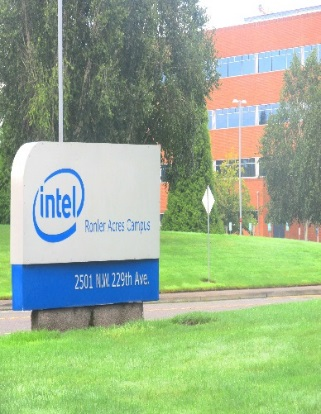 intel
Ronler Acres Campus
2501 N.W. 229th Ave.